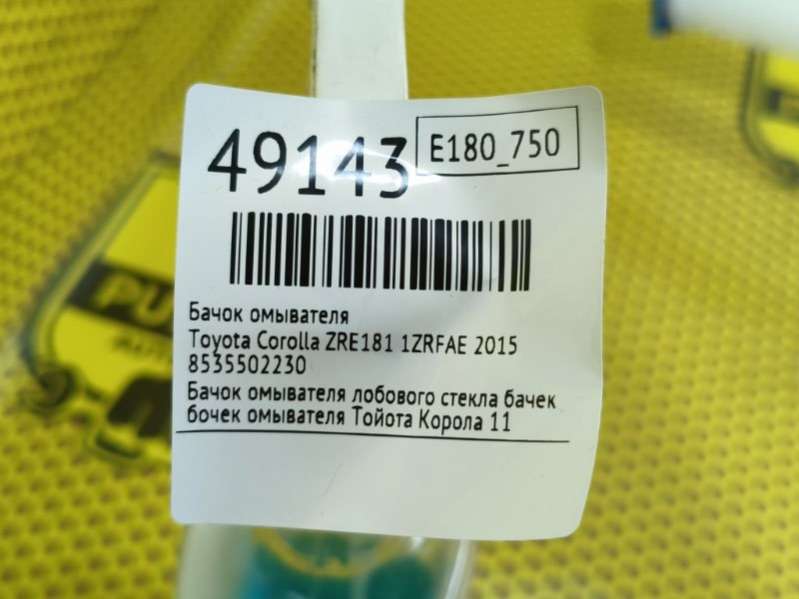 49143
E180_750
Бачок омывателя
Toyota Corolla ZRE181 1ZRFAE 2015
8535502230
Бачок омывателя лобового стекла бачек
бочек омывателя Тойота Корола 11